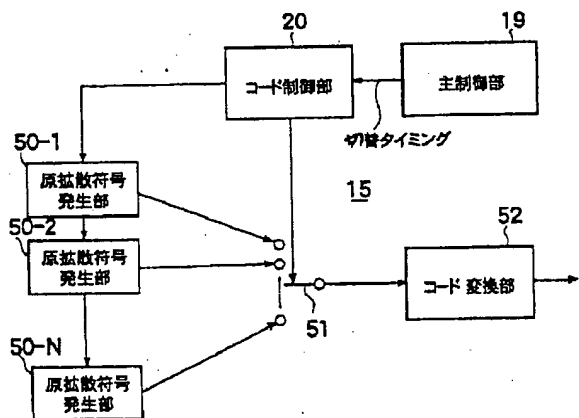 20
19
コード制御部
主制御部
切替タイミング
50-1
原拡散符号
発生部
15
50-2
原拡散符号
発生部
52
コード変換部
51
50-N
原拡散符号
発生部